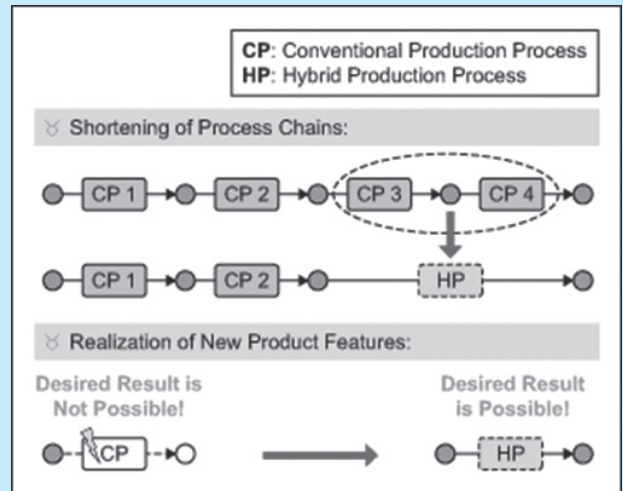 CP: Conventional Production Process
HP: Hybrid Production Process
♉ Shortening of Process Chains:
CP 1 CP 2 CP 3 CP 4
CP 1 CP 2 HP
♉ Realization of New Product Features:
Desired Result is
Not Possible!
Desired Result
is Possible!
CP HP